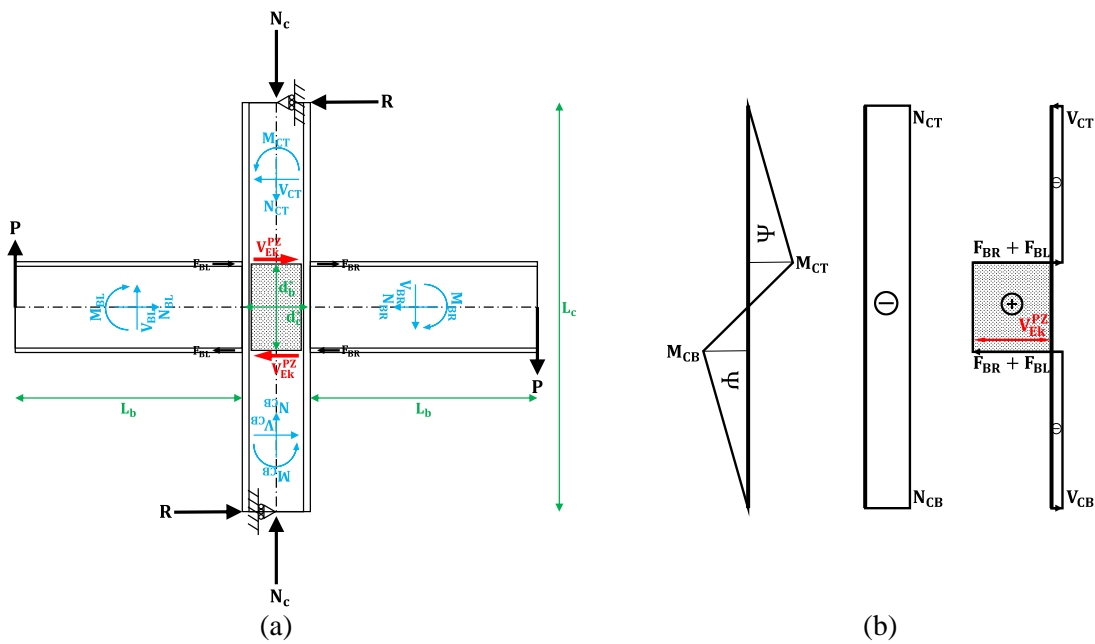 N_c
R
M_CT
V_CT
N_CT
P
V_Ek^PZ
F_BL
F_BR
M_BL
V_BL
N_BL
d_b^*
d_c^*
N_BR
V_BR
M_BR
L_c
F_BL
F_BR
V_Ek^PZ
P
L_b
L_b
N_CB
V_CB
M_CB
R
N_c
(a)
N_CT
V_CT
⊖
Ψ
M_CT
F_BR + F_BL
⊖
⊕
V_Ek^PZ
M_CB
F_BR + F_BL
Ψ
⊖
N_CB
V_CB
(b)